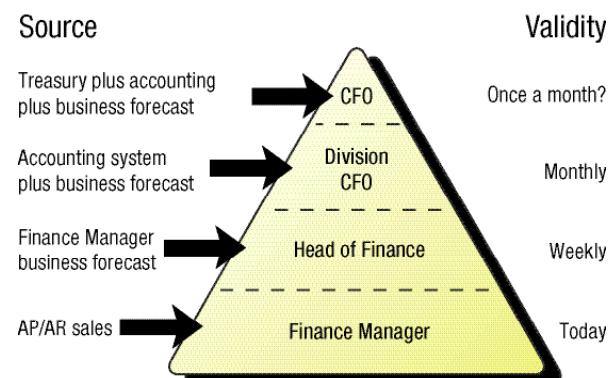 Source
Validity
Treasury plus accounting
plus business forecast
CFO
Once a month?
Accounting system
plus business forecast
Division
CFO
Monthly
Finance Manager
business forecast
Head of Finance
Weekly
AP/AR sales
Finance Manager
Today